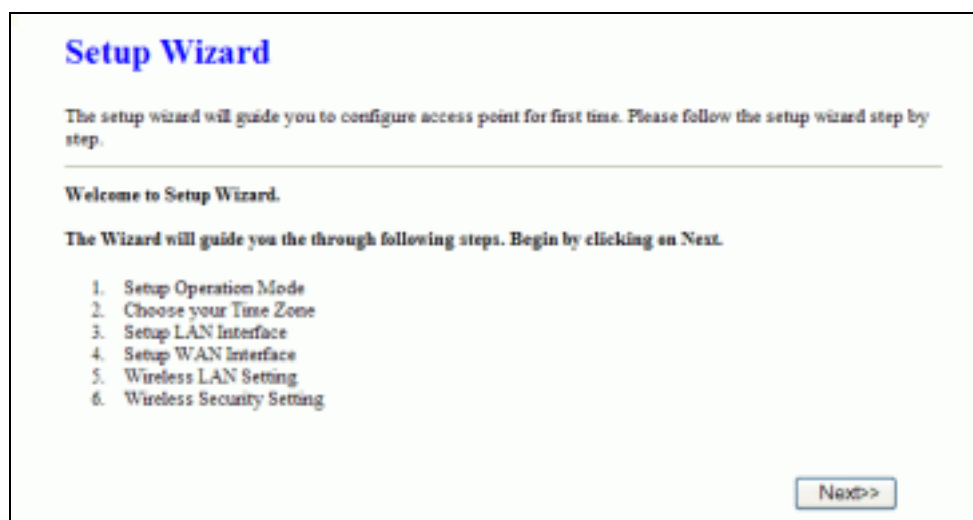 Setup Wizard
The setup wizard will guide you to configure access point for first time. Please follow the setup wizard step by
step.
Welcome to Setup Wizard.
The Wizard will guide you the through following steps. Begin by clicking on Next.
1. Setup Operation Mode
2. Choose your Time Zone
3. Setup LAN Interface
4. Setup WAN Interface
5. Wireless LAN Setting
6. Wireless Security Setting
Next>>